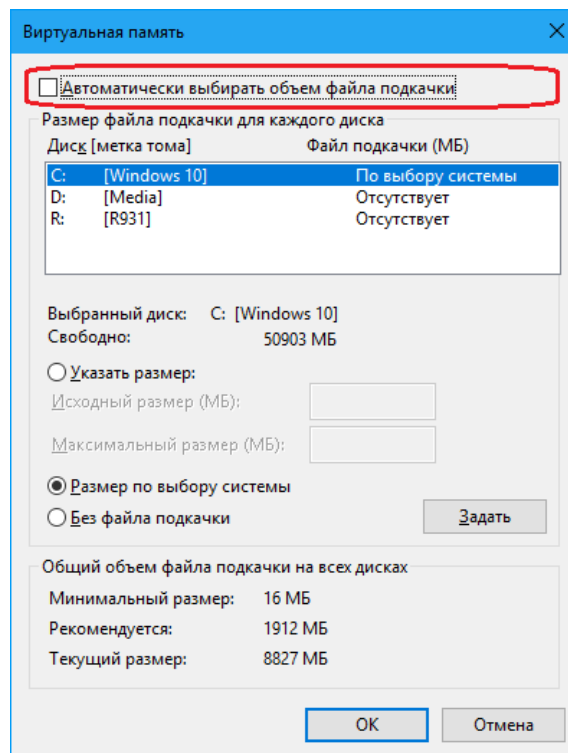 Виртуальная память
Автоматически выбирать объем файла подкачки
Размер файла подкачки для каждого диска
Диск [метка тома] Файл подкачки (МБ)
C: [Windows 10] По выбору системы
D: [Media] Отсутствует
R: [R931] Отсутствует
Выбранный диск: C: [Windows 10]
Свободно: 50903 МБ
Указать размер:
Исходный размер (МБ):
Максимальный размер (МБ):
Размер по выбору системы
Без файла подкачки Задать
Общий объем файла подкачки на всех дисках
Минимальный размер: 16 МБ
Рекомендуется: 1912 МБ
Текущий размер: 8827 МБ
ОК Отмена